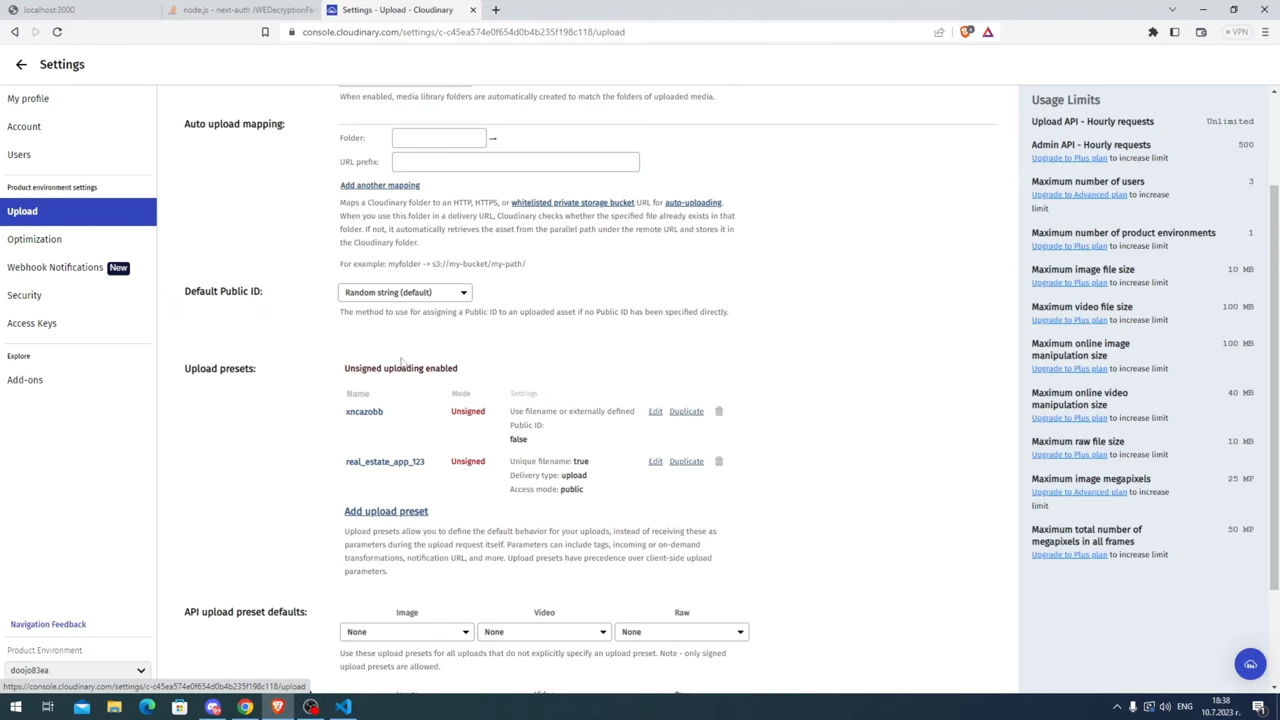 localhost:3000
node.js - next-auth JWEDecryptionFa
Settings - Upload - Cloudinary
console.cloudinary.com/settings/c-c45ea574e0f654d0b4b235f198c118/upload
VPN
Settings
My profile
Account
Users
Product environment settings
Upload
Optimization
Webhook Notifications New
Security
Access Keys
Explore
Add-ons
Navigation Feedback
Product Environment
doojo83ea
When enabled, media library folders are automatically created to match the folders of uploaded media.
Auto upload mapping:
Folder:
URL prefix:
Add another mapping
Maps a Cloudinary folder to an HTTP, HTTPS, or whitelisted private storage bucket URL for auto-uploading.
When you use this folder in a delivery URL, Cloudinary checks whether the specified file already exists in that
folder. If not, it automatically retrieves the asset from the parallel path under the remote URL and stores it in
the Cloudinary folder.
For example: myfolder -> s3://my-bucket/my-path/
Default Public ID:
Random string (default)
The method to use for assigning a Public ID to an uploaded asset if no Public ID has been specified directly.
Upload presets:
Unsigned uploading enabled
Name Mode Settings
xncazobb Unsigned Use filename or externally defined Edit Duplicate
Public ID:
false
real_estate_app_123 Unsigned Unique filename: true Edit Duplicate
Delivery type: upload
Access mode: public
Add upload preset
Upload presets allow you to define the default behavior for your uploads, instead of receiving these as
parameters during the upload request itself. Parameters can include tags, incoming or on-demand
transformations, notification URL, and more. Upload presets have precedence over client-side upload
parameters.
API upload preset defaults:
Image Video Raw
None None None
Use these upload presets for all uploads that do not explicitly specify an upload preset. Note - only signed
upload presets are allowed.
Usage Limits
Upload API - Hourly requests Unlimited
Admin API - Hourly requests 500
Upgrade to Plus plan to increase limit
Maximum number of users 3
Upgrade to Advanced plan to increase
limit
Maximum number of product environments 1
Upgrade to Plus plan to increase limit
Maximum image file size 10 MB
Upgrade to Plus plan to increase limit
Maximum video file size 100 MB
Upgrade to Plus plan to increase limit
Maximum online image 100 MB
manipulation size
Upgrade to Plus plan to increase limit
Maximum online video 40 MB
manipulation size
Upgrade to Plus plan to increase limit
Maximum raw file size 10 MB
Upgrade to Plus plan to increase limit
Maximum image megapixels 25 MP
Upgrade to Advanced plan to increase
limit
Maximum total number of 50 MP
megapixels in all frames
Upgrade to Plus plan to increase limit
https://console.cloudinary.com/settings/c-c45ea574e0f654d0b4b235f198c118/upload
ENG
18:38
10.7.2023 г.